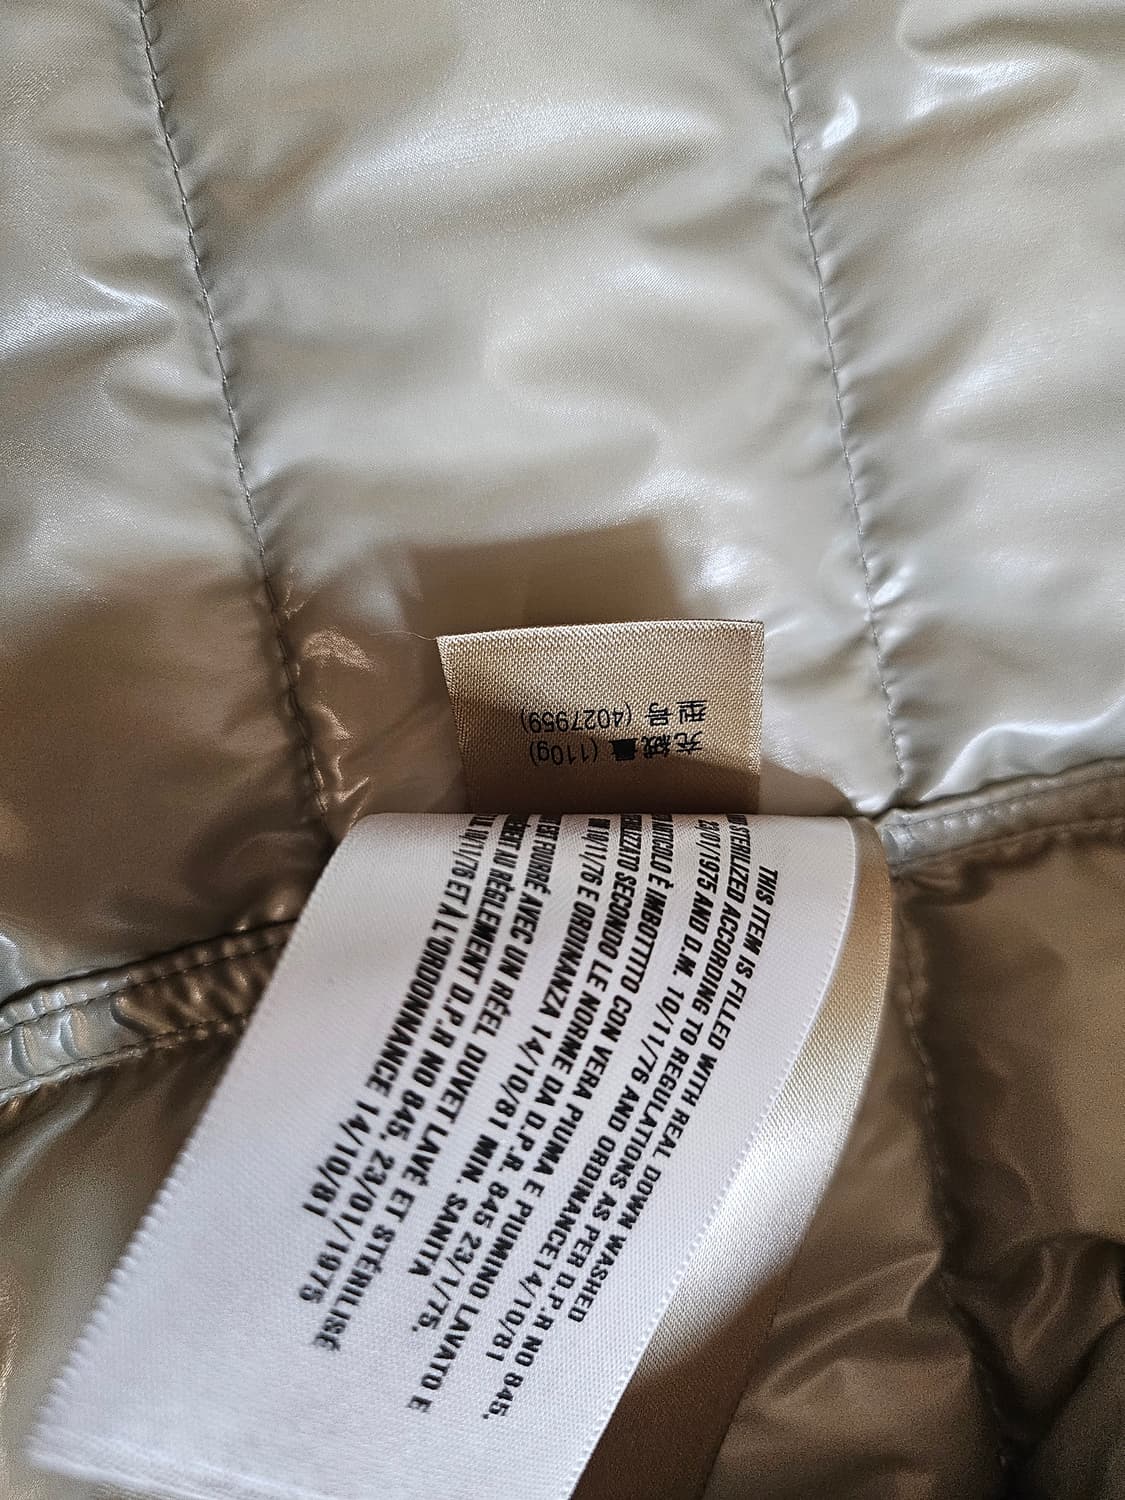 充絨量 (110g)
型号 (4027959)
THIS ITEM IS FILLED WITH REAL DOWN WASHED
STERILIZED ACCORDING TO REGULATIONS AS PER D.P.R NO 845,
23/01/1975 AND D.M. 10/11/76 AND ORDINANCE14/10/81
ARTICOLO È IMBOTTITO CON VERA PIUMA E PIUMINO LAVATO E
SECONDO LE NORME DA D.P.R. 845 23/1/75,
10/11/76 E ORDINANZA 14/10/81 MIN. SANITA
EST FOURRÉ AVEC UN RÉEL DUVET LAVÉ ET STÉRILISÉ
AU RÈGLEMENT D.P.R NO 845, 23/01/1975
10/11/76 ET À L'ORDONNANCE 14/10/81